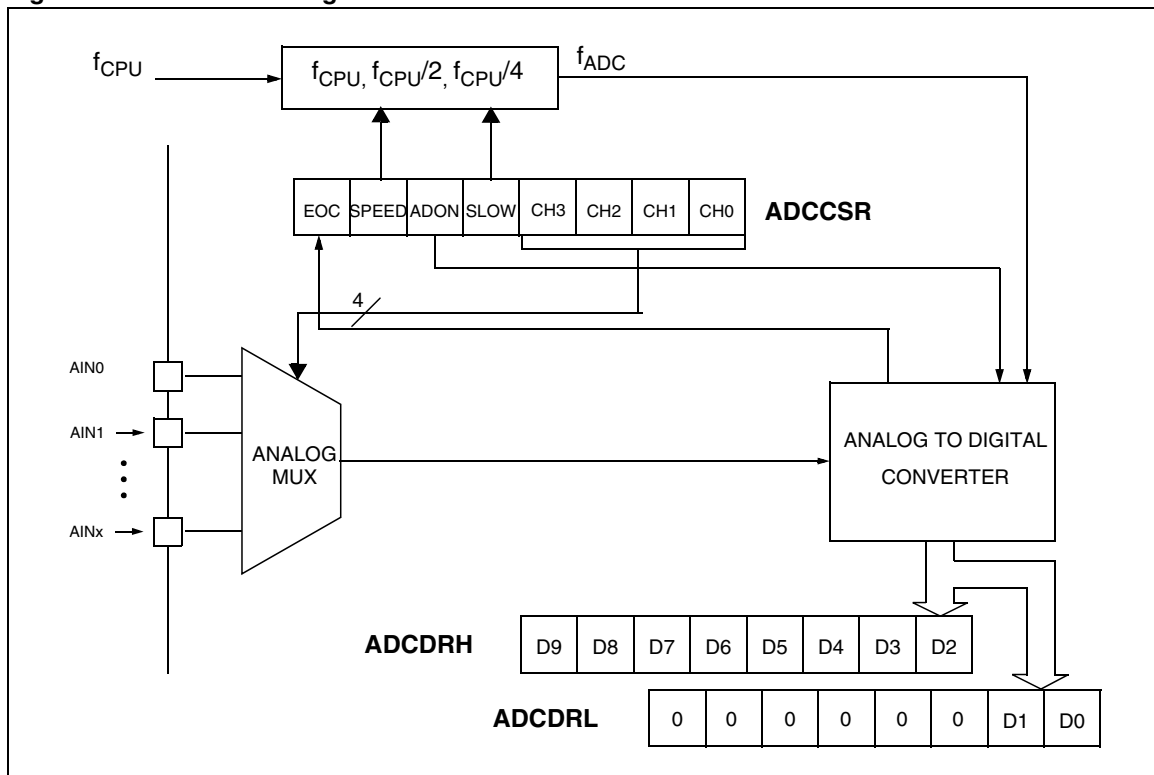 fCPU
fCPU, fCPU/2, fCPU/4
fADC
EOC SPEED ADON SLOW CH3 CH2 CH1 CH0 ADCCSR
4
AIN0
AIN1
AINx
ANALOG
MUX
ANALOG TO DIGITAL
CONVERTER
ADCDRH D9 D8 D7 D6 D5 D4 D3 D2
ADCDRL 0 0 0 0 0 0 D1 D0